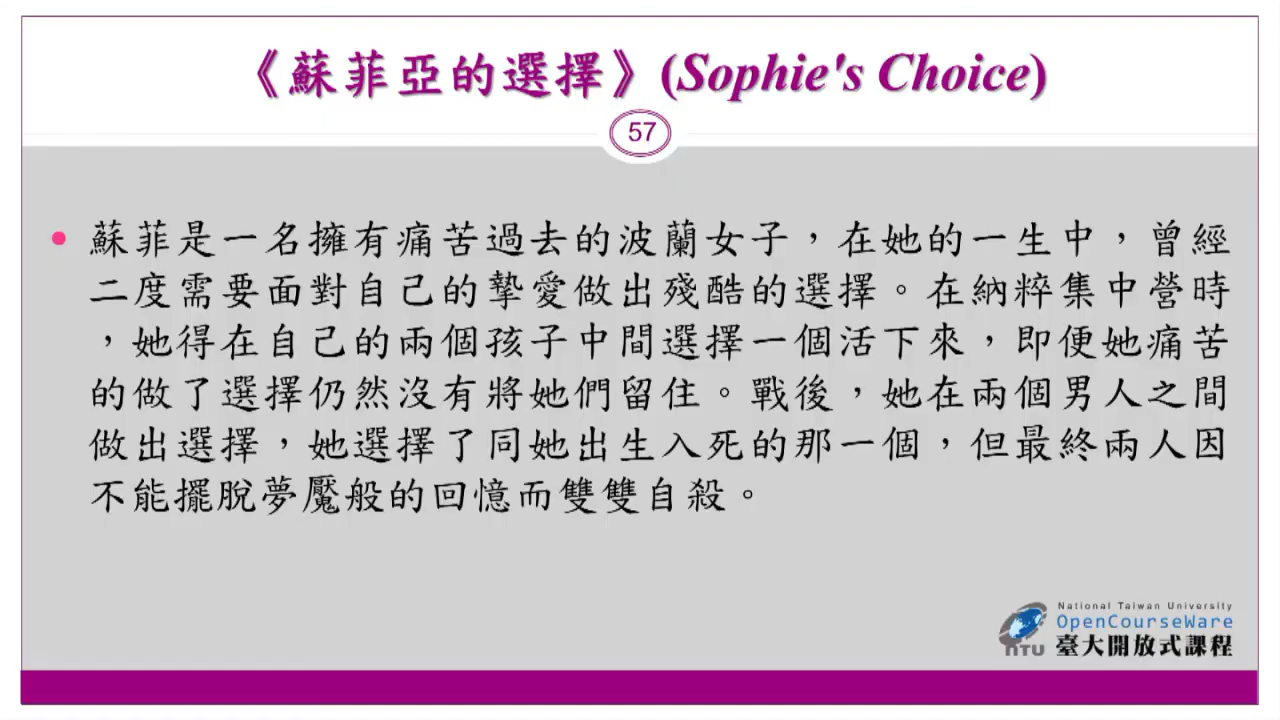 《蘇菲亞的選擇》(Sophie's Choice)
57
• 蘇菲是一名擁有痛苦過去的波蘭女子，在她的一生中，曾經
二度需要面對自己的摯愛做出殘酷的選擇。在納粹集中營時
，她得在自己的兩個孩子中間選擇一個活下來，即便她痛苦
的做了選擇仍然沒有將她們留住。戰後，她在兩個男人之間
做出選擇，她選擇了同她出生入死的那一個，但最終兩人因
不能擺脫夢魘般的回憶而雙雙自殺。
National Taiwan University
OpenCourseWare
NTU 臺大開放式課程